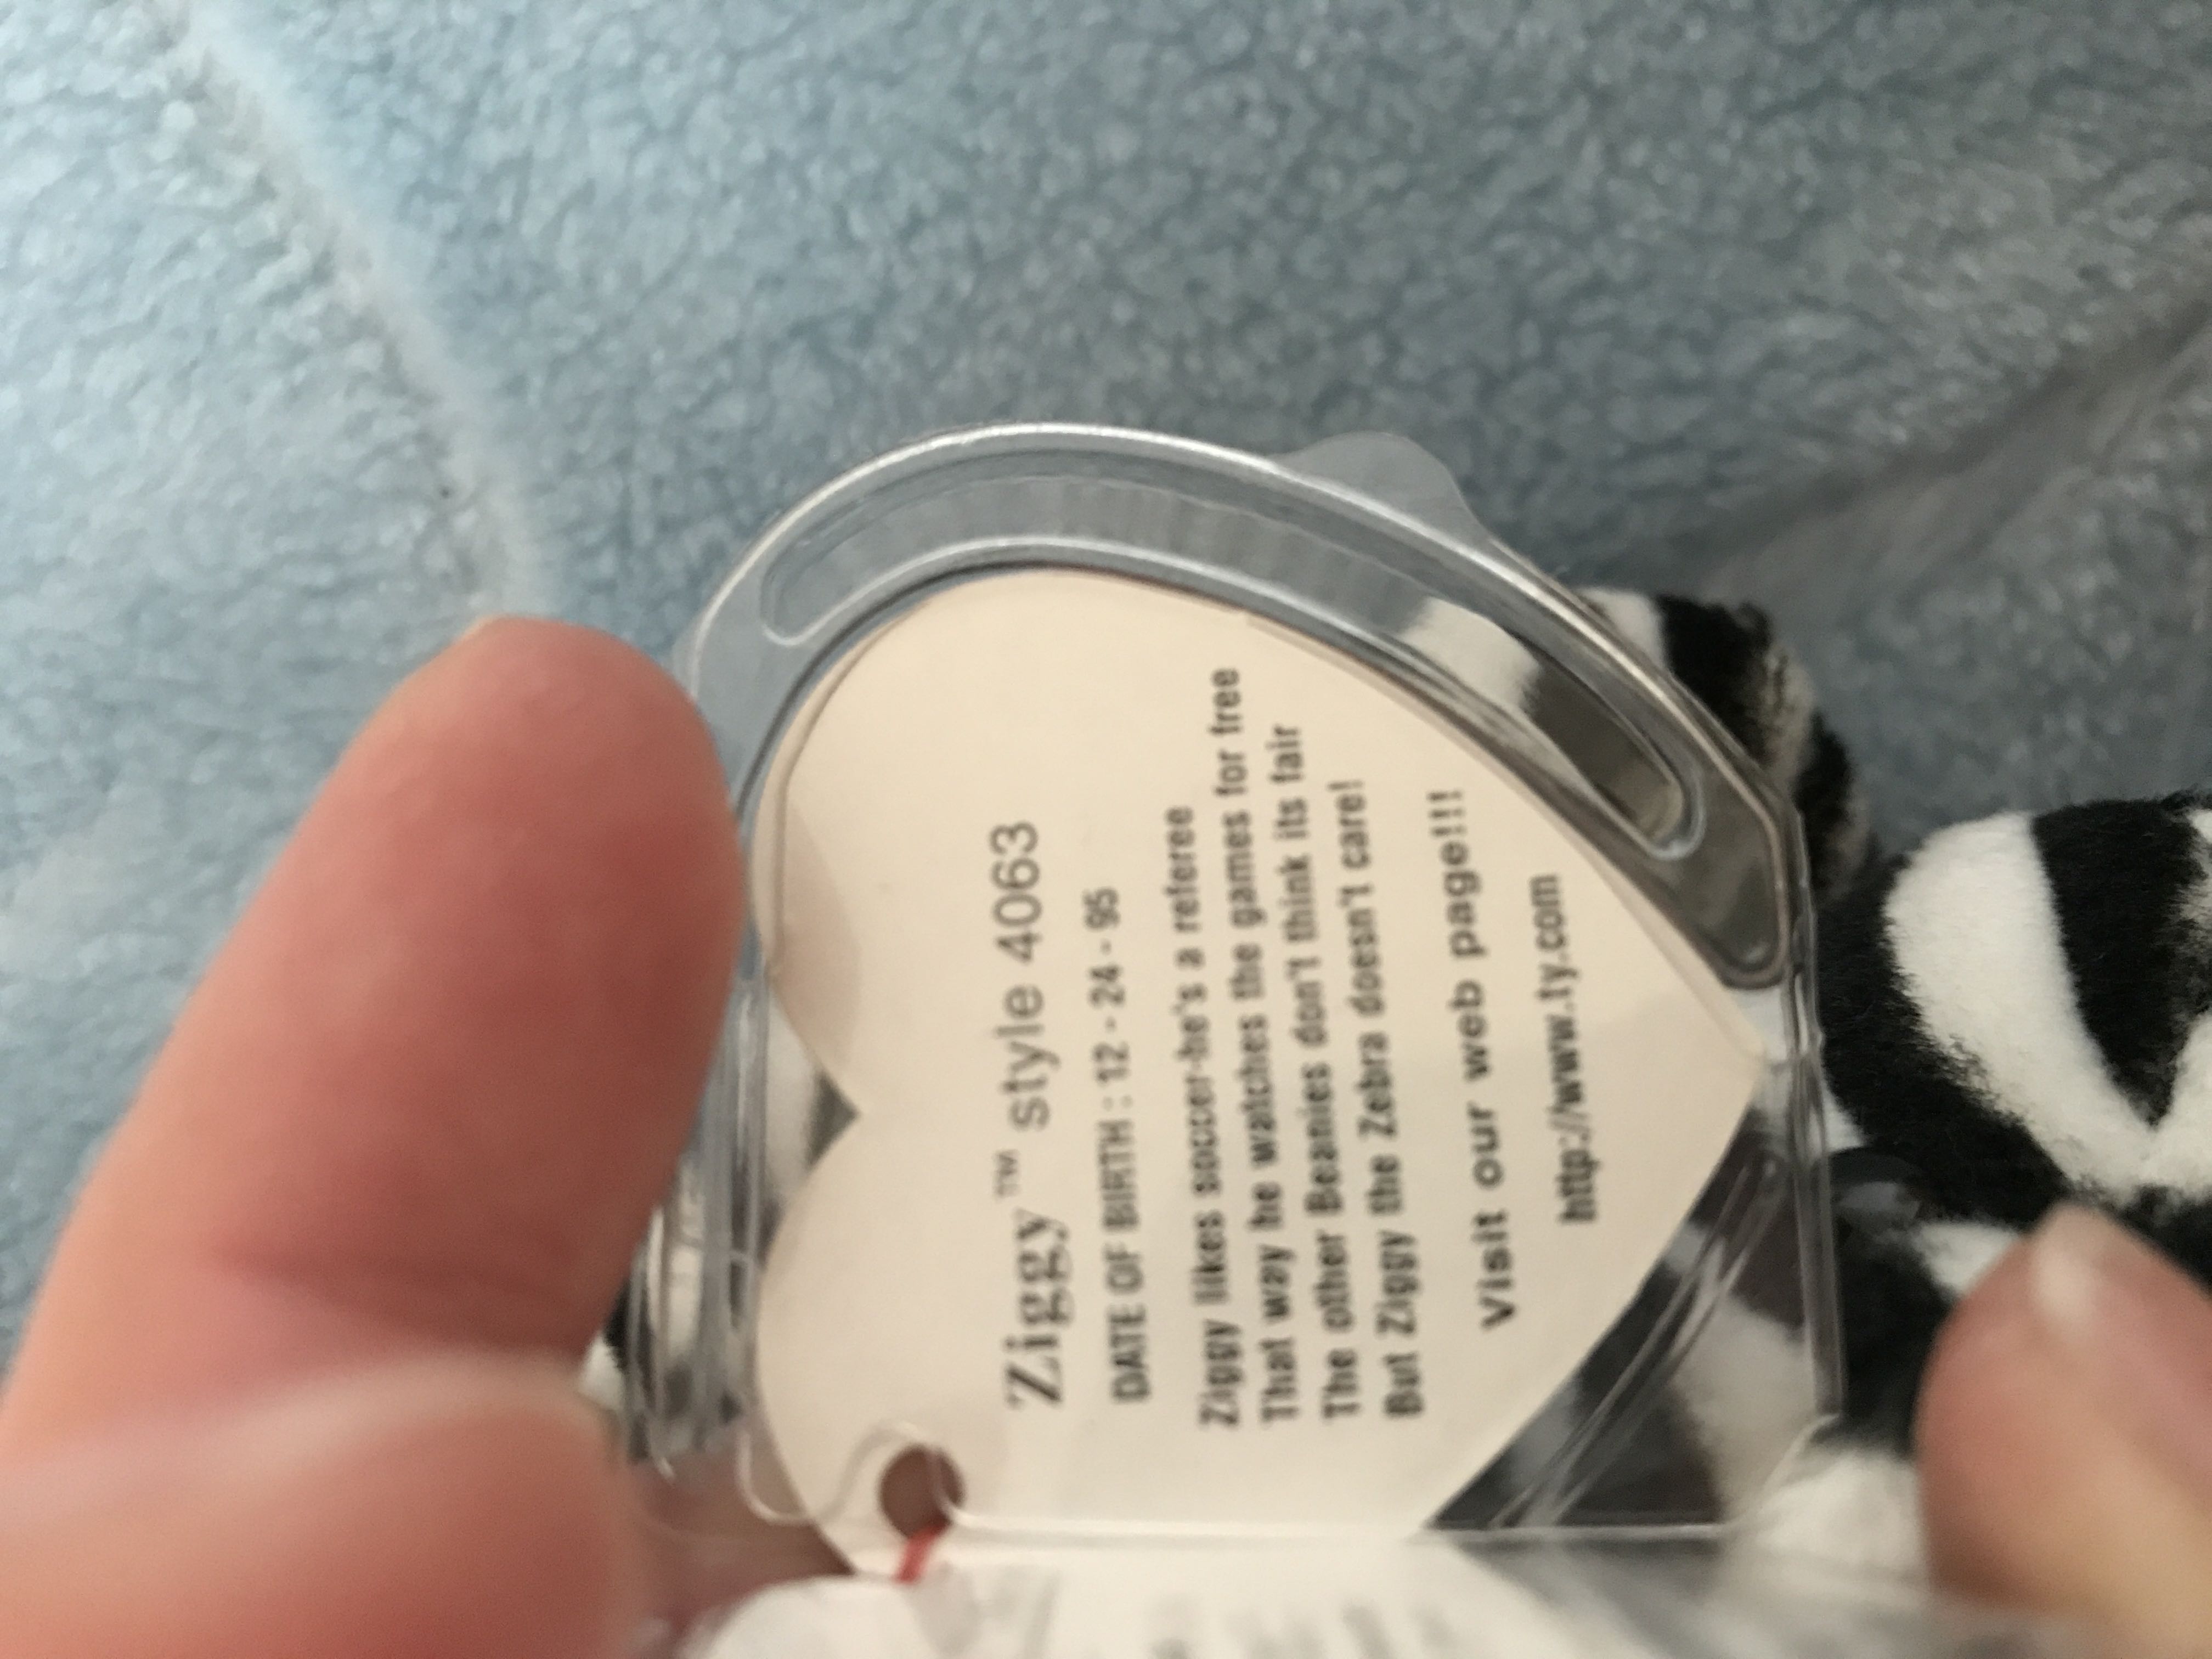 Ziggy™ style 4063
DATE OF BIRTH : 12 - 24 - 95
Ziggy likes soccer-he's a referee
That way he watches the games for free
The other Beanies don't think its fair
But Ziggy the Zebra doesn't care!
Visit our web page!!!
http://www.ty.com